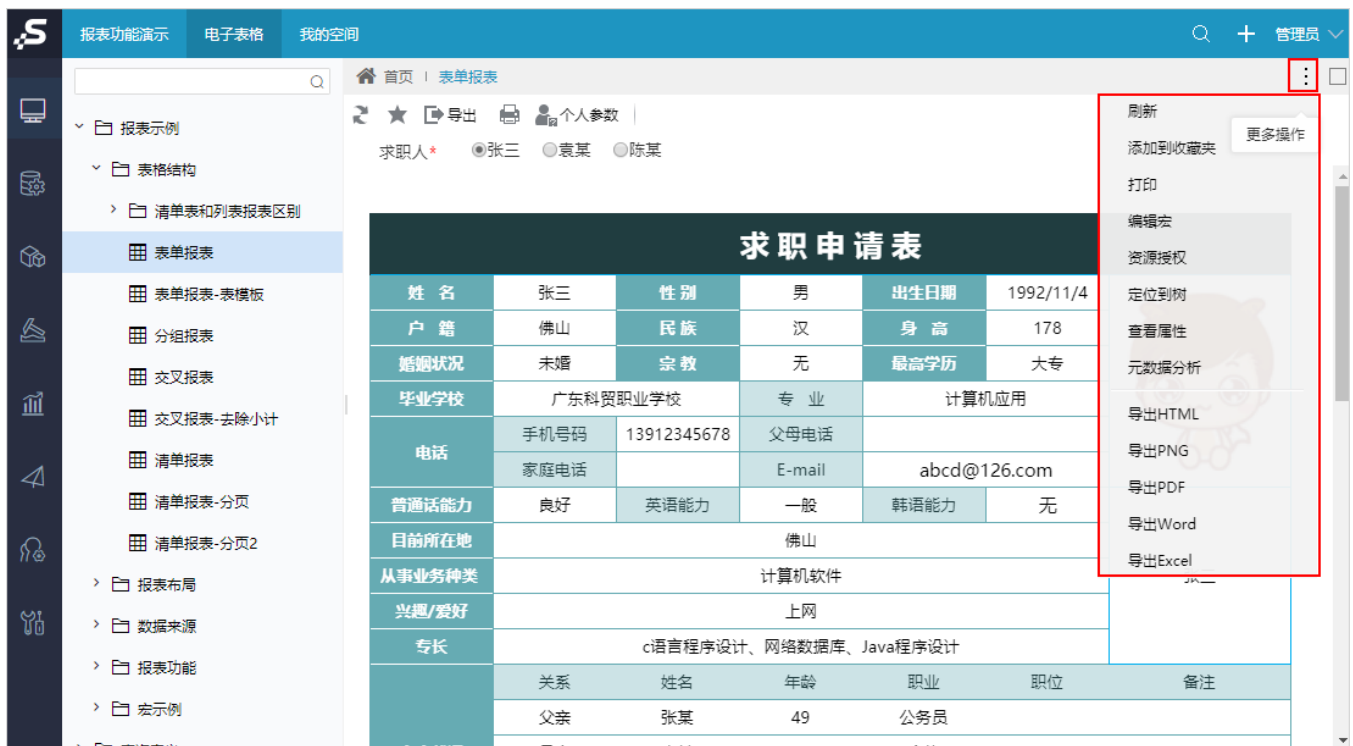 报表功能演示 电子表格 我的空间 管理员
首页 表单报表
导出 个人参数
求职人* 张三 袁某 陈某
报表示例
表格结构
清单表和列表报表区别
表单报表
表单报表-表模板
分组报表
交叉报表
交叉报表-去除小计
清单报表
清单报表-分页
清单报表-分页2
报表布局
数据来源
报表功能
宏示例
求职申请表
姓 名 张三 性 别 男 出生日期 1992/11/4
户 籍 佛山 民 族 汉 身 高 178
婚姻状况 未婚 宗 教 无 最高学历 大专
毕业学校 广东科贸职业学校 专 业 计算机应用
电话 手机号码 13912345678 父母电话
家庭电话 E-mail abcd@126.com
普通话能力 良好 英语能力 一般 韩语能力 无
目前所在地 佛山
从事业务种类 计算机软件
兴趣/爱好 上网
专长 c语言程序设计、网络数据库、Java程序设计
关系 姓名 年龄 职业 职位 备注
父亲 张某 49 公务员
刷新
更多操作
添加到收藏夹
打印
编辑宏
资源授权
定位到树
查看属性
元数据分析
导出HTML
导出PNG
导出PDF
导出Word
导出Excel